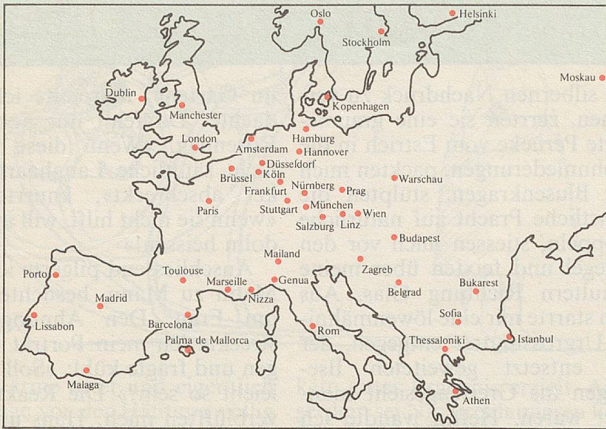 Oslo
Helsinki
Stockholm
Moskau
Dublin
Manchester
Kopenhagen
London
Hamburg
Amsterdam
Hannover
Düsseldorf
Brüssel
Köln
Warschau
Frankfurt
Nürnberg
Prag
Paris
Stuttgart
München
Wien
Salzburg
Linz
Budapest
Mailand
Zagreb
Porto
Toulouse
Genua
Madrid
Marseille
Belgrad
Bukarest
Nizza
Lissabon
Barcelona
Sofia
Rom
Palma de Mallorca
Thessaloniki
Istanbul
Malaga
Athen